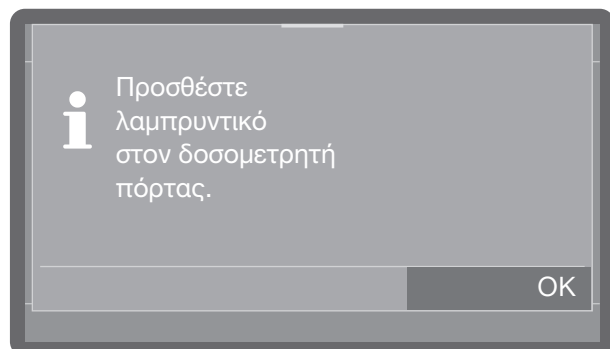 Προσθέστε
λαμπρυντικό
στον δοσομετρητή
πόρτας.
OK